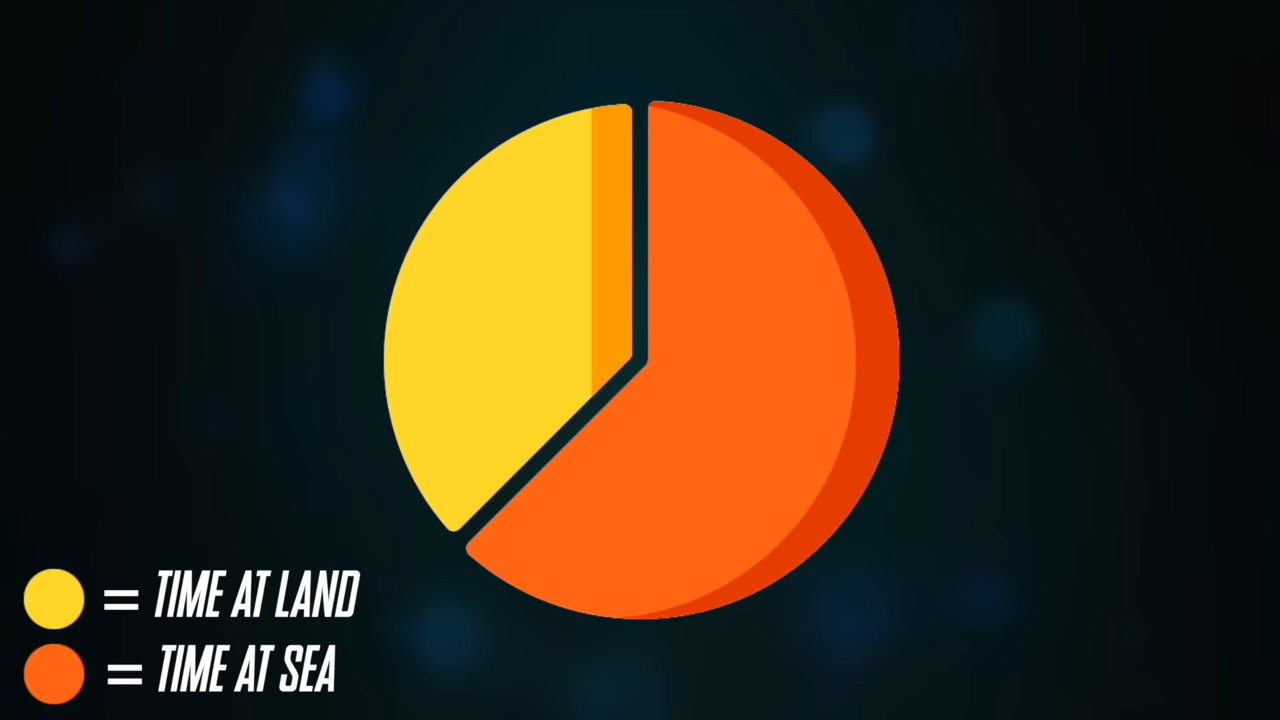 = TIME AT LAND
= TIME AT SEA